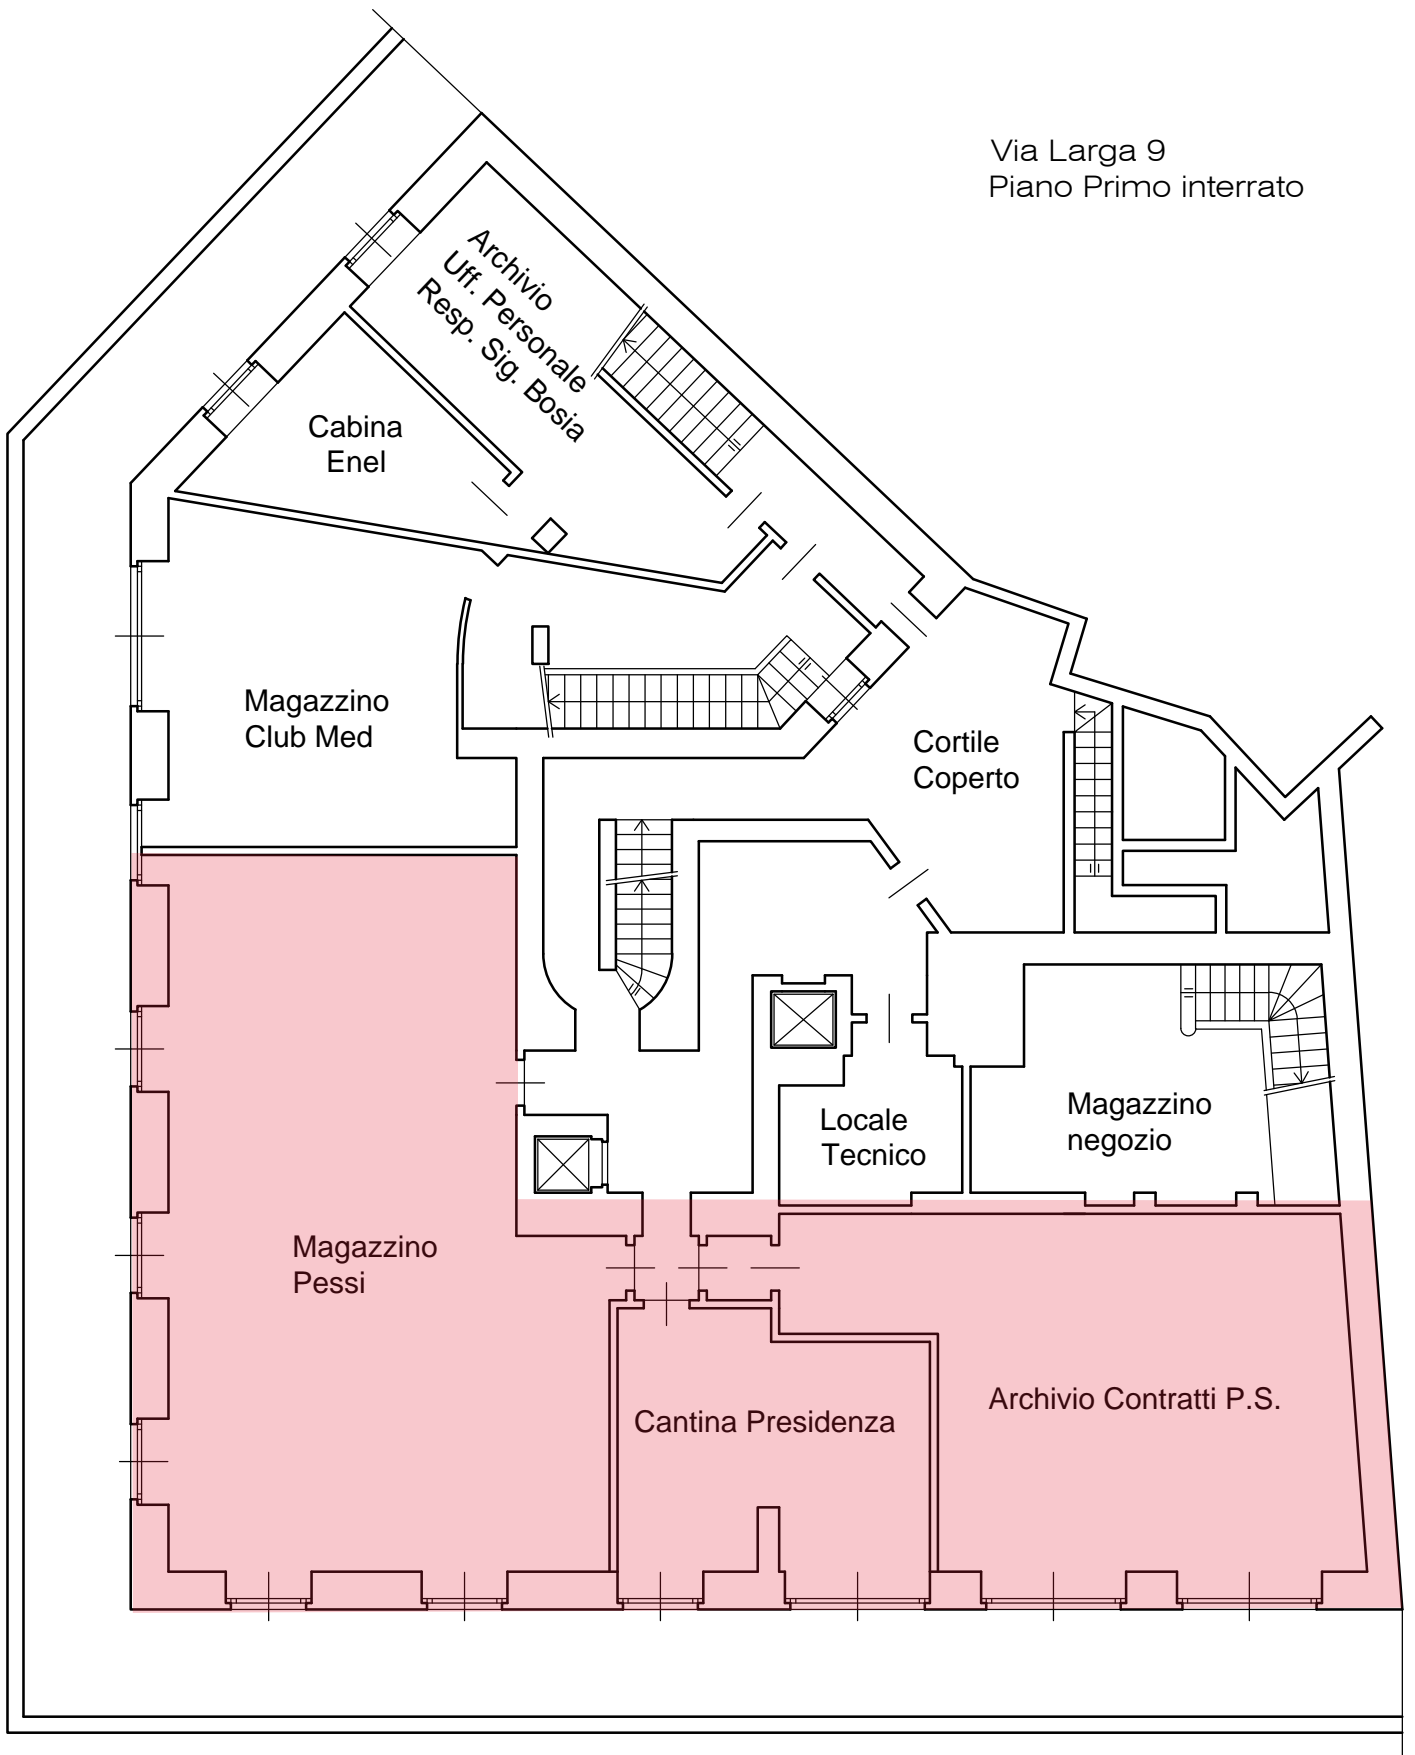 Via Larga 9
Piano Primo interrato
Archivio
Uff. Personale
Resp. Sig. Bosia
Cabina
Enel
Magazzino
Club Med
Cortile
Coperto
Locale
Tecnico
Magazzino
negozio
Magazzino
Pessi
Cantina Presidenza
Archivio Contratti P.S.